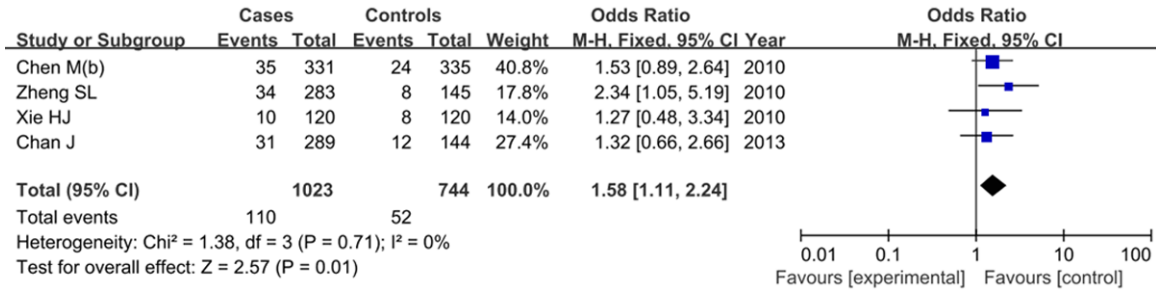 Cases Controls Odds Ratio Odds Ratio
Study or Subgroup Events Total Events Total Weight M-H, Fixed, 95% CI Year M-H, Fixed, 95% CI
Chen M(b) 35 331 24 335 40.8% 1.53 [0.89, 2.64] 2010
Zheng SL 34 283 8 145 17.8% 2.34 [1.05, 5.19] 2010
Xie HJ 10 120 8 120 14.0% 1.27 [0.48, 3.34] 2010
Chan J 31 289 12 144 27.4% 1.32 [0.66, 2.66] 2013
Total (95% CI) 1023 744 100.0% 1.58 [1.11, 2.24]
Total events 110 52
Heterogeneity: Chi² = 1.38, df = 3 (P = 0.71); I² = 0%
Test for overall effect: Z = 2.57 (P = 0.01)
0.01 0.1 1 10 100
Favours [experimental] Favours [control]